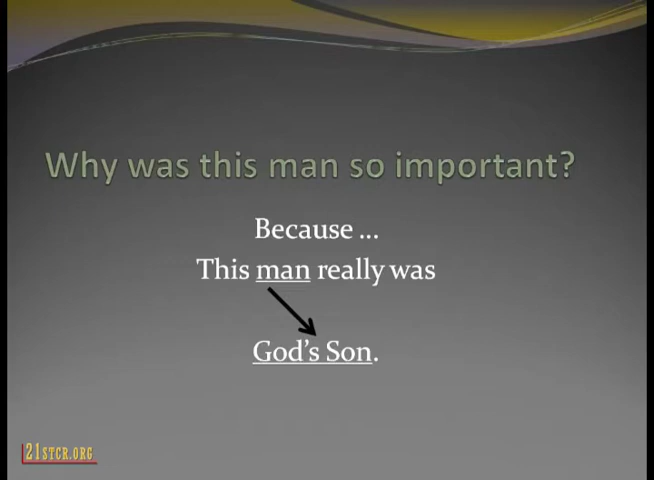 Why was this man so important?
Because ...
This man really was
God's Son.
21STCR.ORG